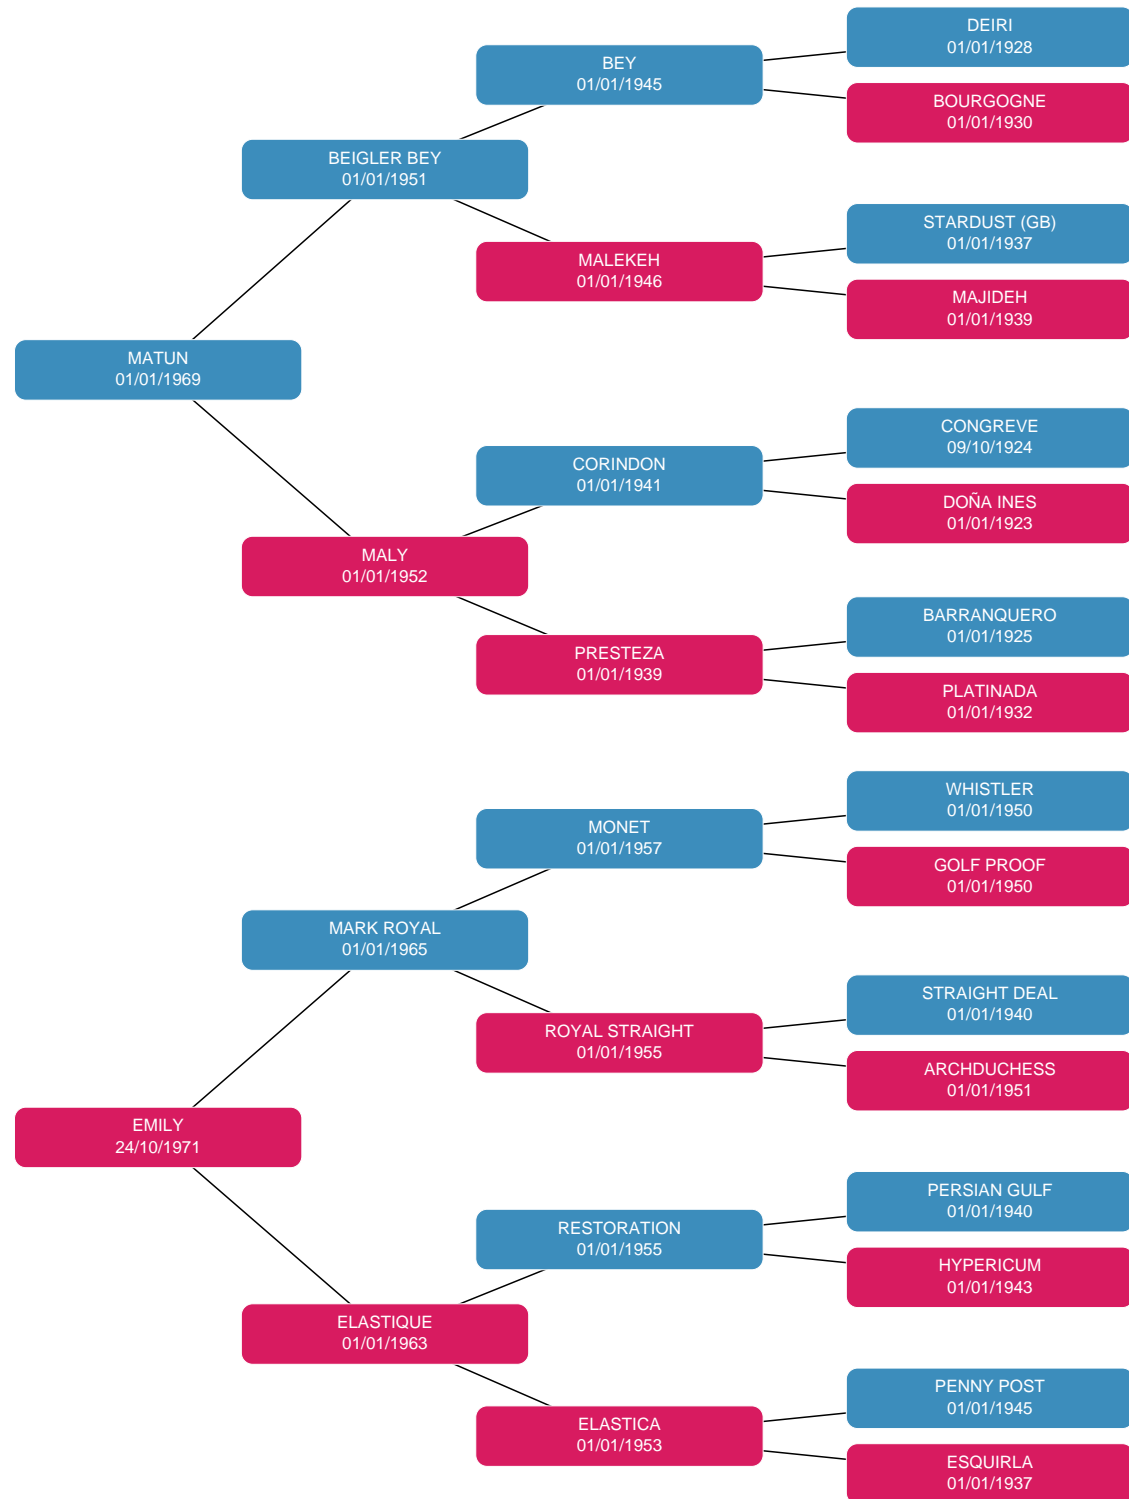 DEIRI
01/01/1928
BEY
01/01/1945
BOURGOGNE
01/01/1930
BEIGLER BEY
01/01/1951
STARDUST (GB)
01/01/1937
MALEKEH
01/01/1946
MAJIDEH
01/01/1939
MATUN
01/01/1969
CONGREVE
09/10/1924
CORINDON
01/01/1941
DOÑA INES
01/01/1923
MALY
01/01/1952
BARRANQUERO
01/01/1925
PRESTEZA
01/01/1939
PLATINADA
01/01/1932
WHISTLER
01/01/1950
MONET
01/01/1957
GOLF PROOF
01/01/1950
MARK ROYAL
01/01/1965
STRAIGHT DEAL
01/01/1940
ROYAL STRAIGHT
01/01/1955
ARCHDUCHESS
01/01/1951
EMILY
24/10/1971
PERSIAN GULF
01/01/1940
RESTORATION
01/01/1955
HYPERICUM
01/01/1943
ELASTIQUE
01/01/1963
PENNY POST
01/01/1945
ELASTICA
01/01/1953
ESQUIRLA
01/01/1937